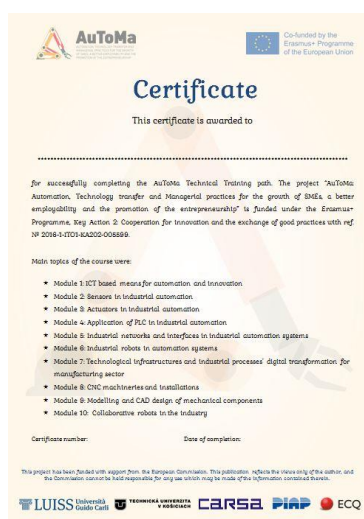 AuToMa
Co-funded by the
Erasmus+ Programme
of the European Union
Certificate
This certificate is awarded to
for successfully completing the AuToMa Technical Training path. The project "AuToMa:
Automation, Technology transfer and Managerial practices for the growth of SMEs, a better
employability and the promotion of the entrepreneurship" is funded under the Erasmus+
Programme, Key Action 2: Cooperation for innovation and the exchange of good practices with ref.
Main topics of the course were:
★ Module 1: ICT based means for automation and innovation
★ Module 2: Sensors in industrial automation
★ Module 3: Actuators in industrial automation
★ Module 4: Application of PLC in industrial automation
★ Module 5: Industrial networks and interfaces in industrial automation systems
★ Module 6: Industrial robots in automation systems
★ Module 7: Technological infrastructures and industrial processes' digital transformation for
manufacturing sector
★ Module 8: CNC machineries and installations
★ Module 9: Modelling and CAD design of mechanical components
★ Module 10: Collaborative robots in the industry
Certificate number: Date of completion:
This project has been funded with support from the European Commission. This publication reflects the views only of the author, and
the Commission cannot be held responsible for any use which may be made of the information contained therein.
LUISS Università Guido Carli TECHNICKÁ UNIVERZITA V KOŠICIACH carsa PIAP ECQ